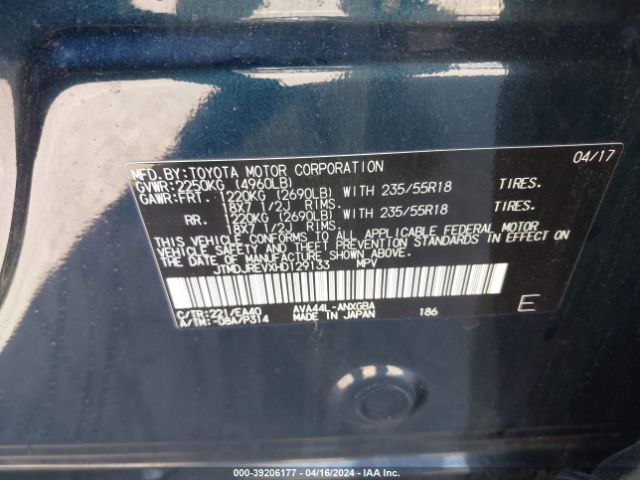 MFD.BY:TOYOTA MOTOR CORPORATION 04/17
GVWR:2250KG (4960LB)
GAWR:FRT. 1220KG (2690LB) WITH 235/55R18 TIRES.
18X7 1/2J RIMS.
RR. 1220KG (2690LB) WITH 235/55R18 TIRES.
18X7 1/2J RIMS.
THIS VEHICLE CONFORMS TO ALL APPLICABLE FEDERAL MOTOR
VEHICLE SAFETY AND THEFT PREVENTION STANDARDS IN EFFECT
ON THE DATE OF MANUFACTURE SHOWN ABOVE.
JTMDJREVXHD129133 MPV
C/TR:221/EA40 AVA44L-ANXGBA E
A/TM:-08A/P314 MADE IN JAPAN 186
000-39206177 - 04/16/2024 - IAA Inc.